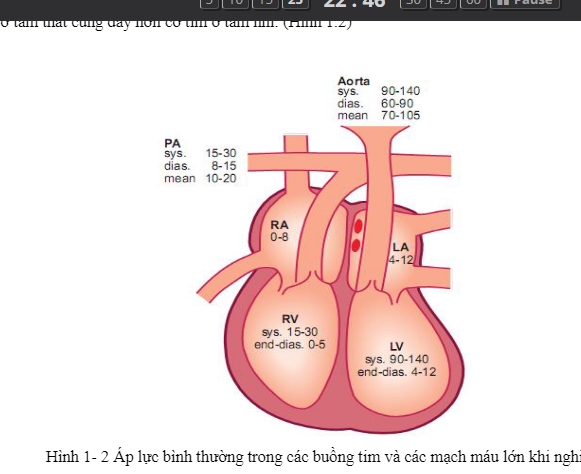 5 10 15 25 22:46 30 45 60 Pause
ở tâm thất cũng dày hơn cơ tim ở tâm nhĩ. (Hình 1.2)
Aorta
sys. 90-140
dias. 60-90
mean 70-105
PA
sys. 15-30
dias. 8-15
mean 10-20
RA
0-8
LA
4-12
RV
sys. 15-30
end-dias. 0-5
LV
sys. 90-140
end-dias. 4-12
Hình 1- 2 Áp lực bình thường trong các buồng tim và các mạch máu lớn khi nghỉ